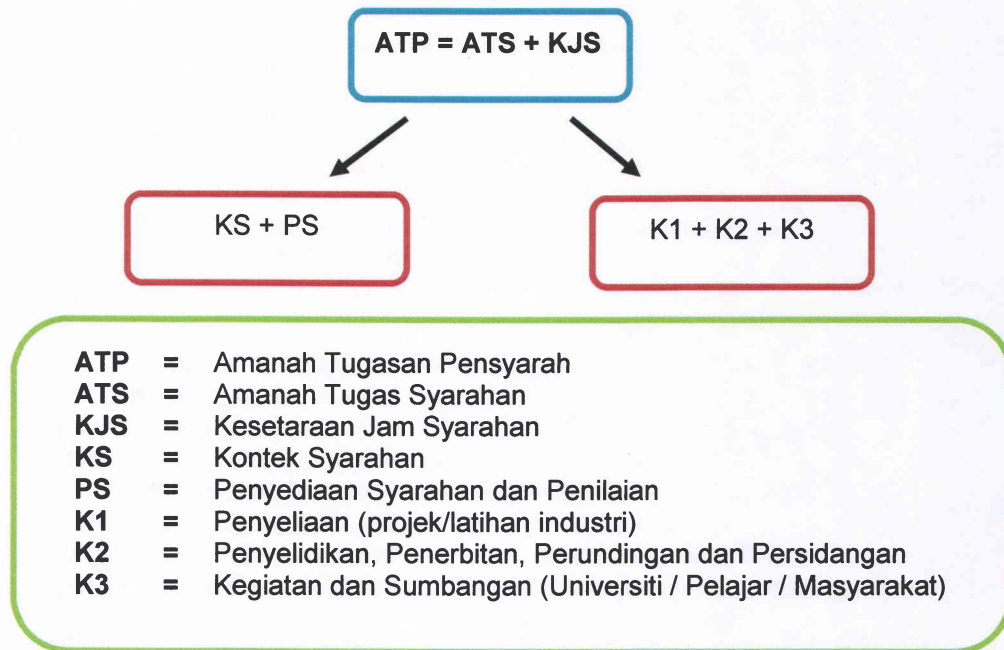 ATP = ATS + KJS
KS + PS
K1 + K2 + K3
ATP = Amanah Tugasan Pensyarah
ATS = Amanah Tugas Syarahan
KJS = Kesetaraan Jam Syarahan
KS = Kontek Syarahan
PS = Penyediaan Syarahan dan Penilaian
K1 = Penyeliaan (projek/latihan industri)
K2 = Penyelidikan, Penerbitan, Perundingan dan Persidangan
K3 = Kegiatan dan Sumbangan (Universiti / Pelajar / Masyarakat)